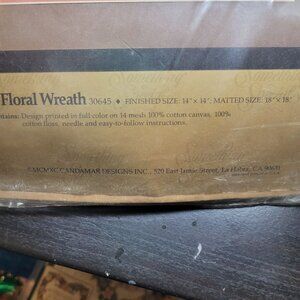 Floral Wreath 30645 ♦ FINISHED SIZE: 14" × 14"; MATTED SIZE: 18" × 18"
tains: Design printed in full color on 14 mesh 100% cotton canvas, 100%
cotton floss, needle and easy-to-follow instructions.
©MCMXC CANDAMAR DESIGNS INC., 520 East Jamie Street, La Habra, CA 90631